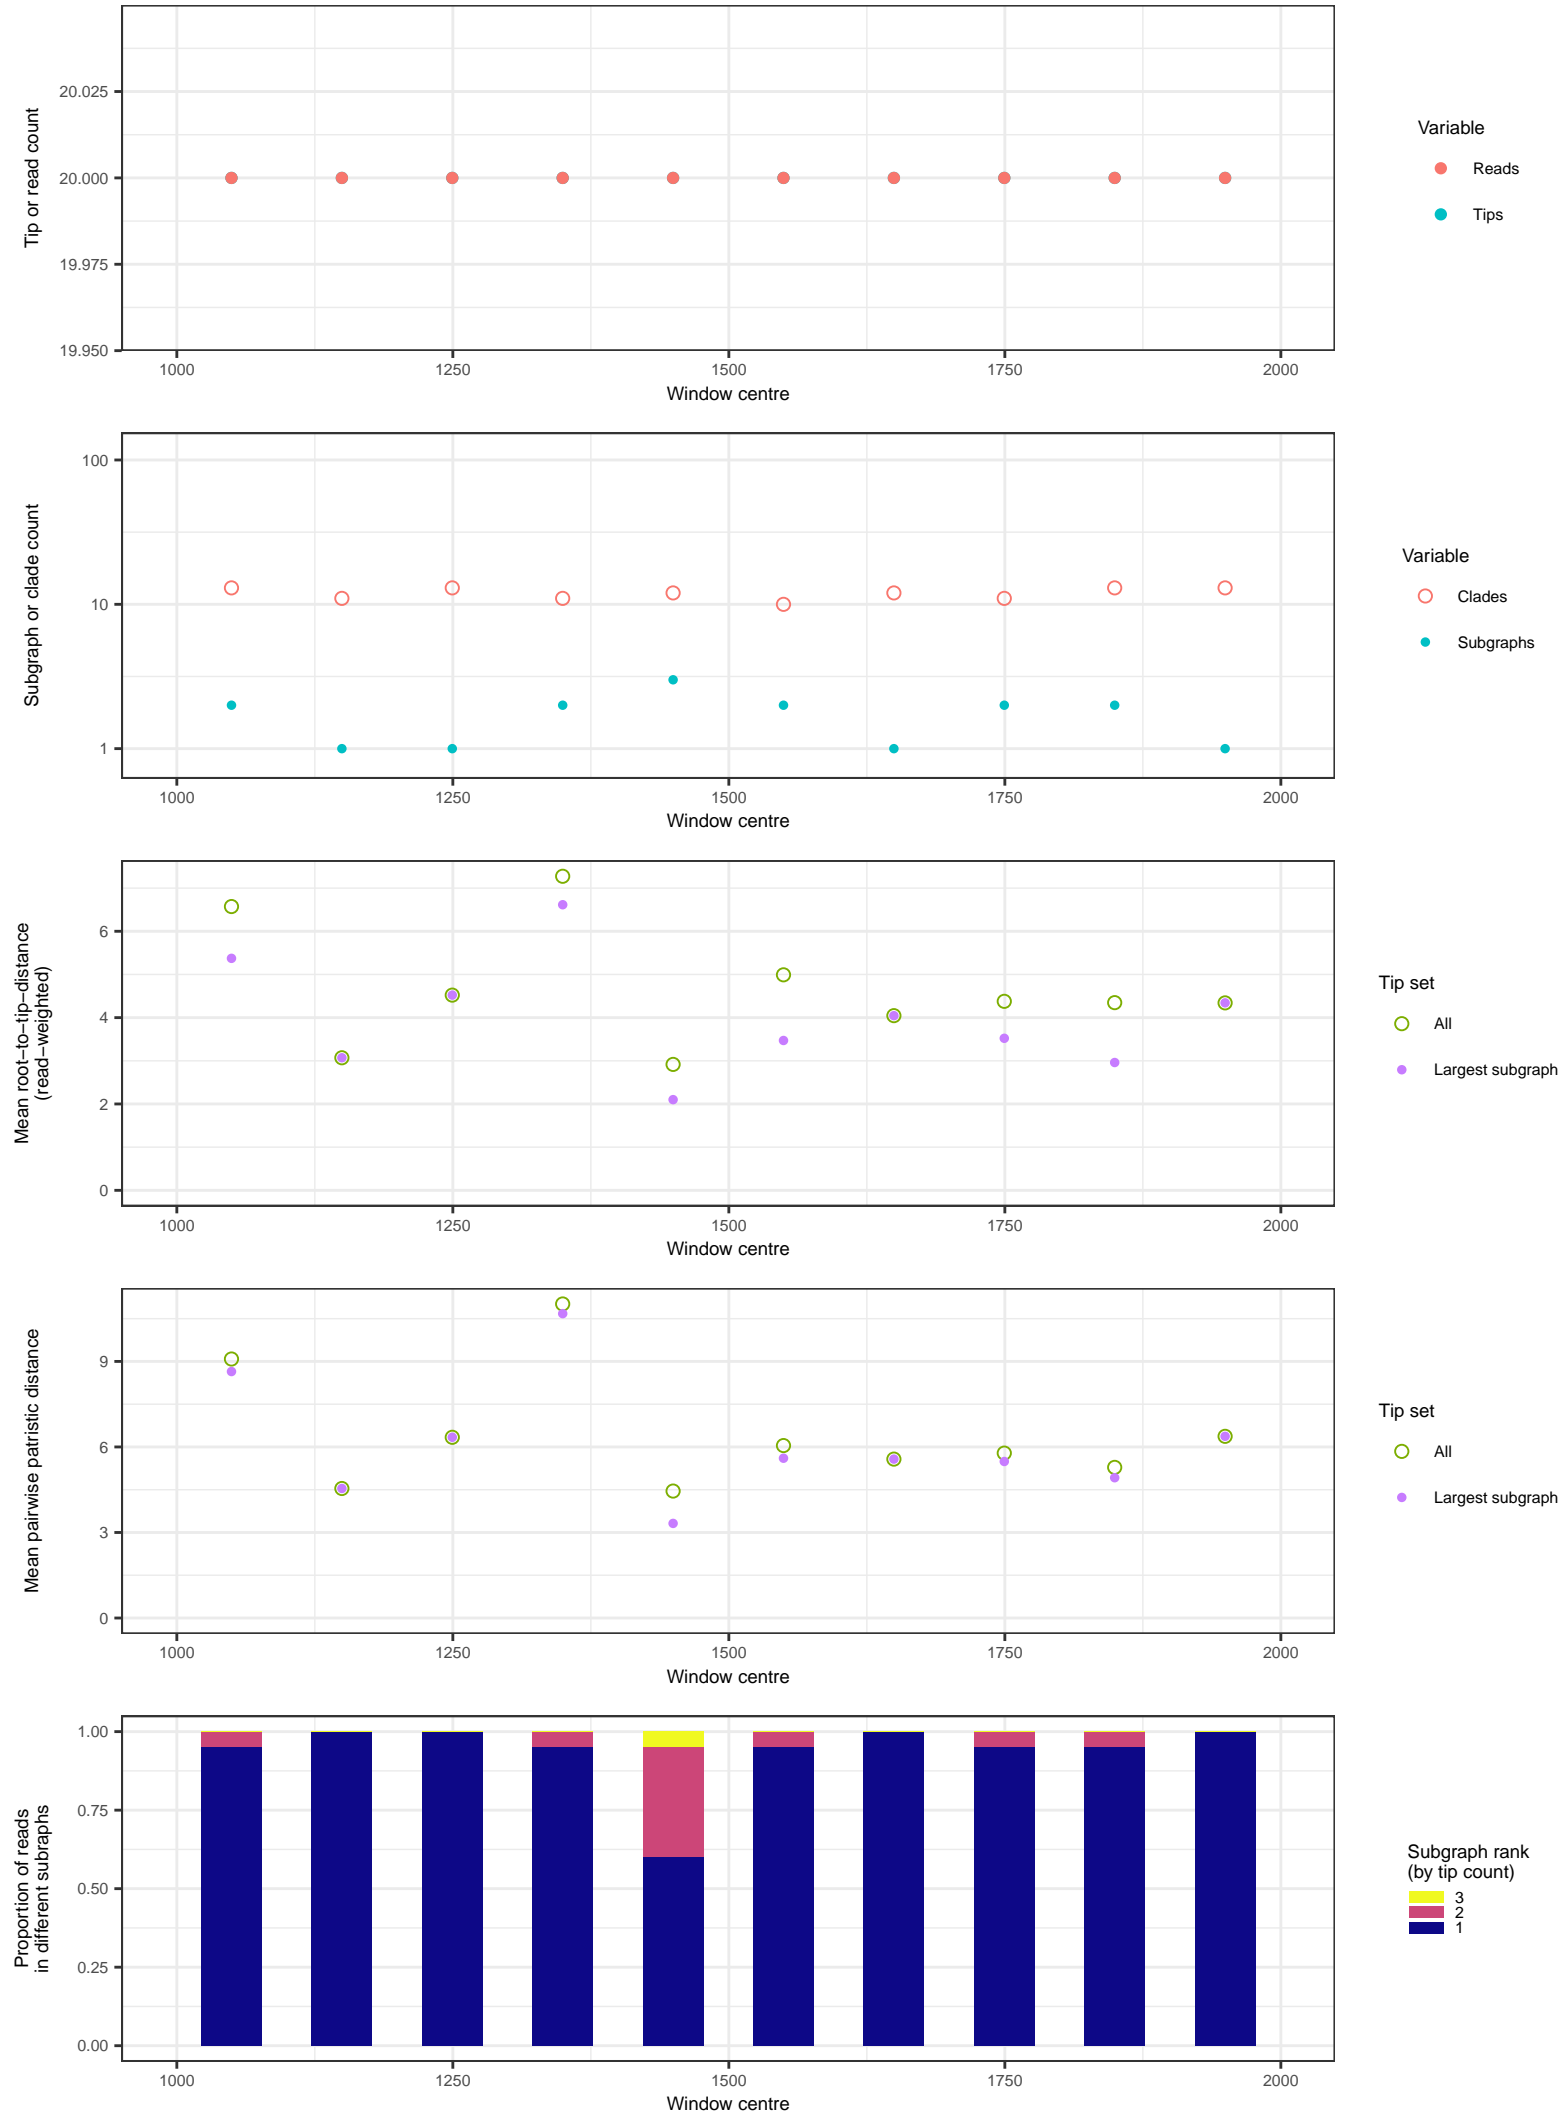 Tip or read count
20.025
20.000
19.975
19.950
1000 1250 1500 1750 2000
Window centre
Variable
Reads
Tips
Subgraph or clade count
100
10
1
1000 1250 1500 1750 2000
Window centre
Variable
Clades
Subgraphs
Mean root−to−tip−distance
(read−weighted)
6
4
2
0
1000 1250 1500 1750 2000
Window centre
Tip set
All
Largest subgraph
Mean pairwise patristic distance
9
6
3
0
1000 1250 1500 1750 2000
Window centre
Tip set
All
Largest subgraph
Proportion of reads
in different subraphs
1.00
0.75
0.50
0.25
0.00
1000 1250 1500 1750 2000
Window centre
Subgraph rank
(by tip count)
3
2
1